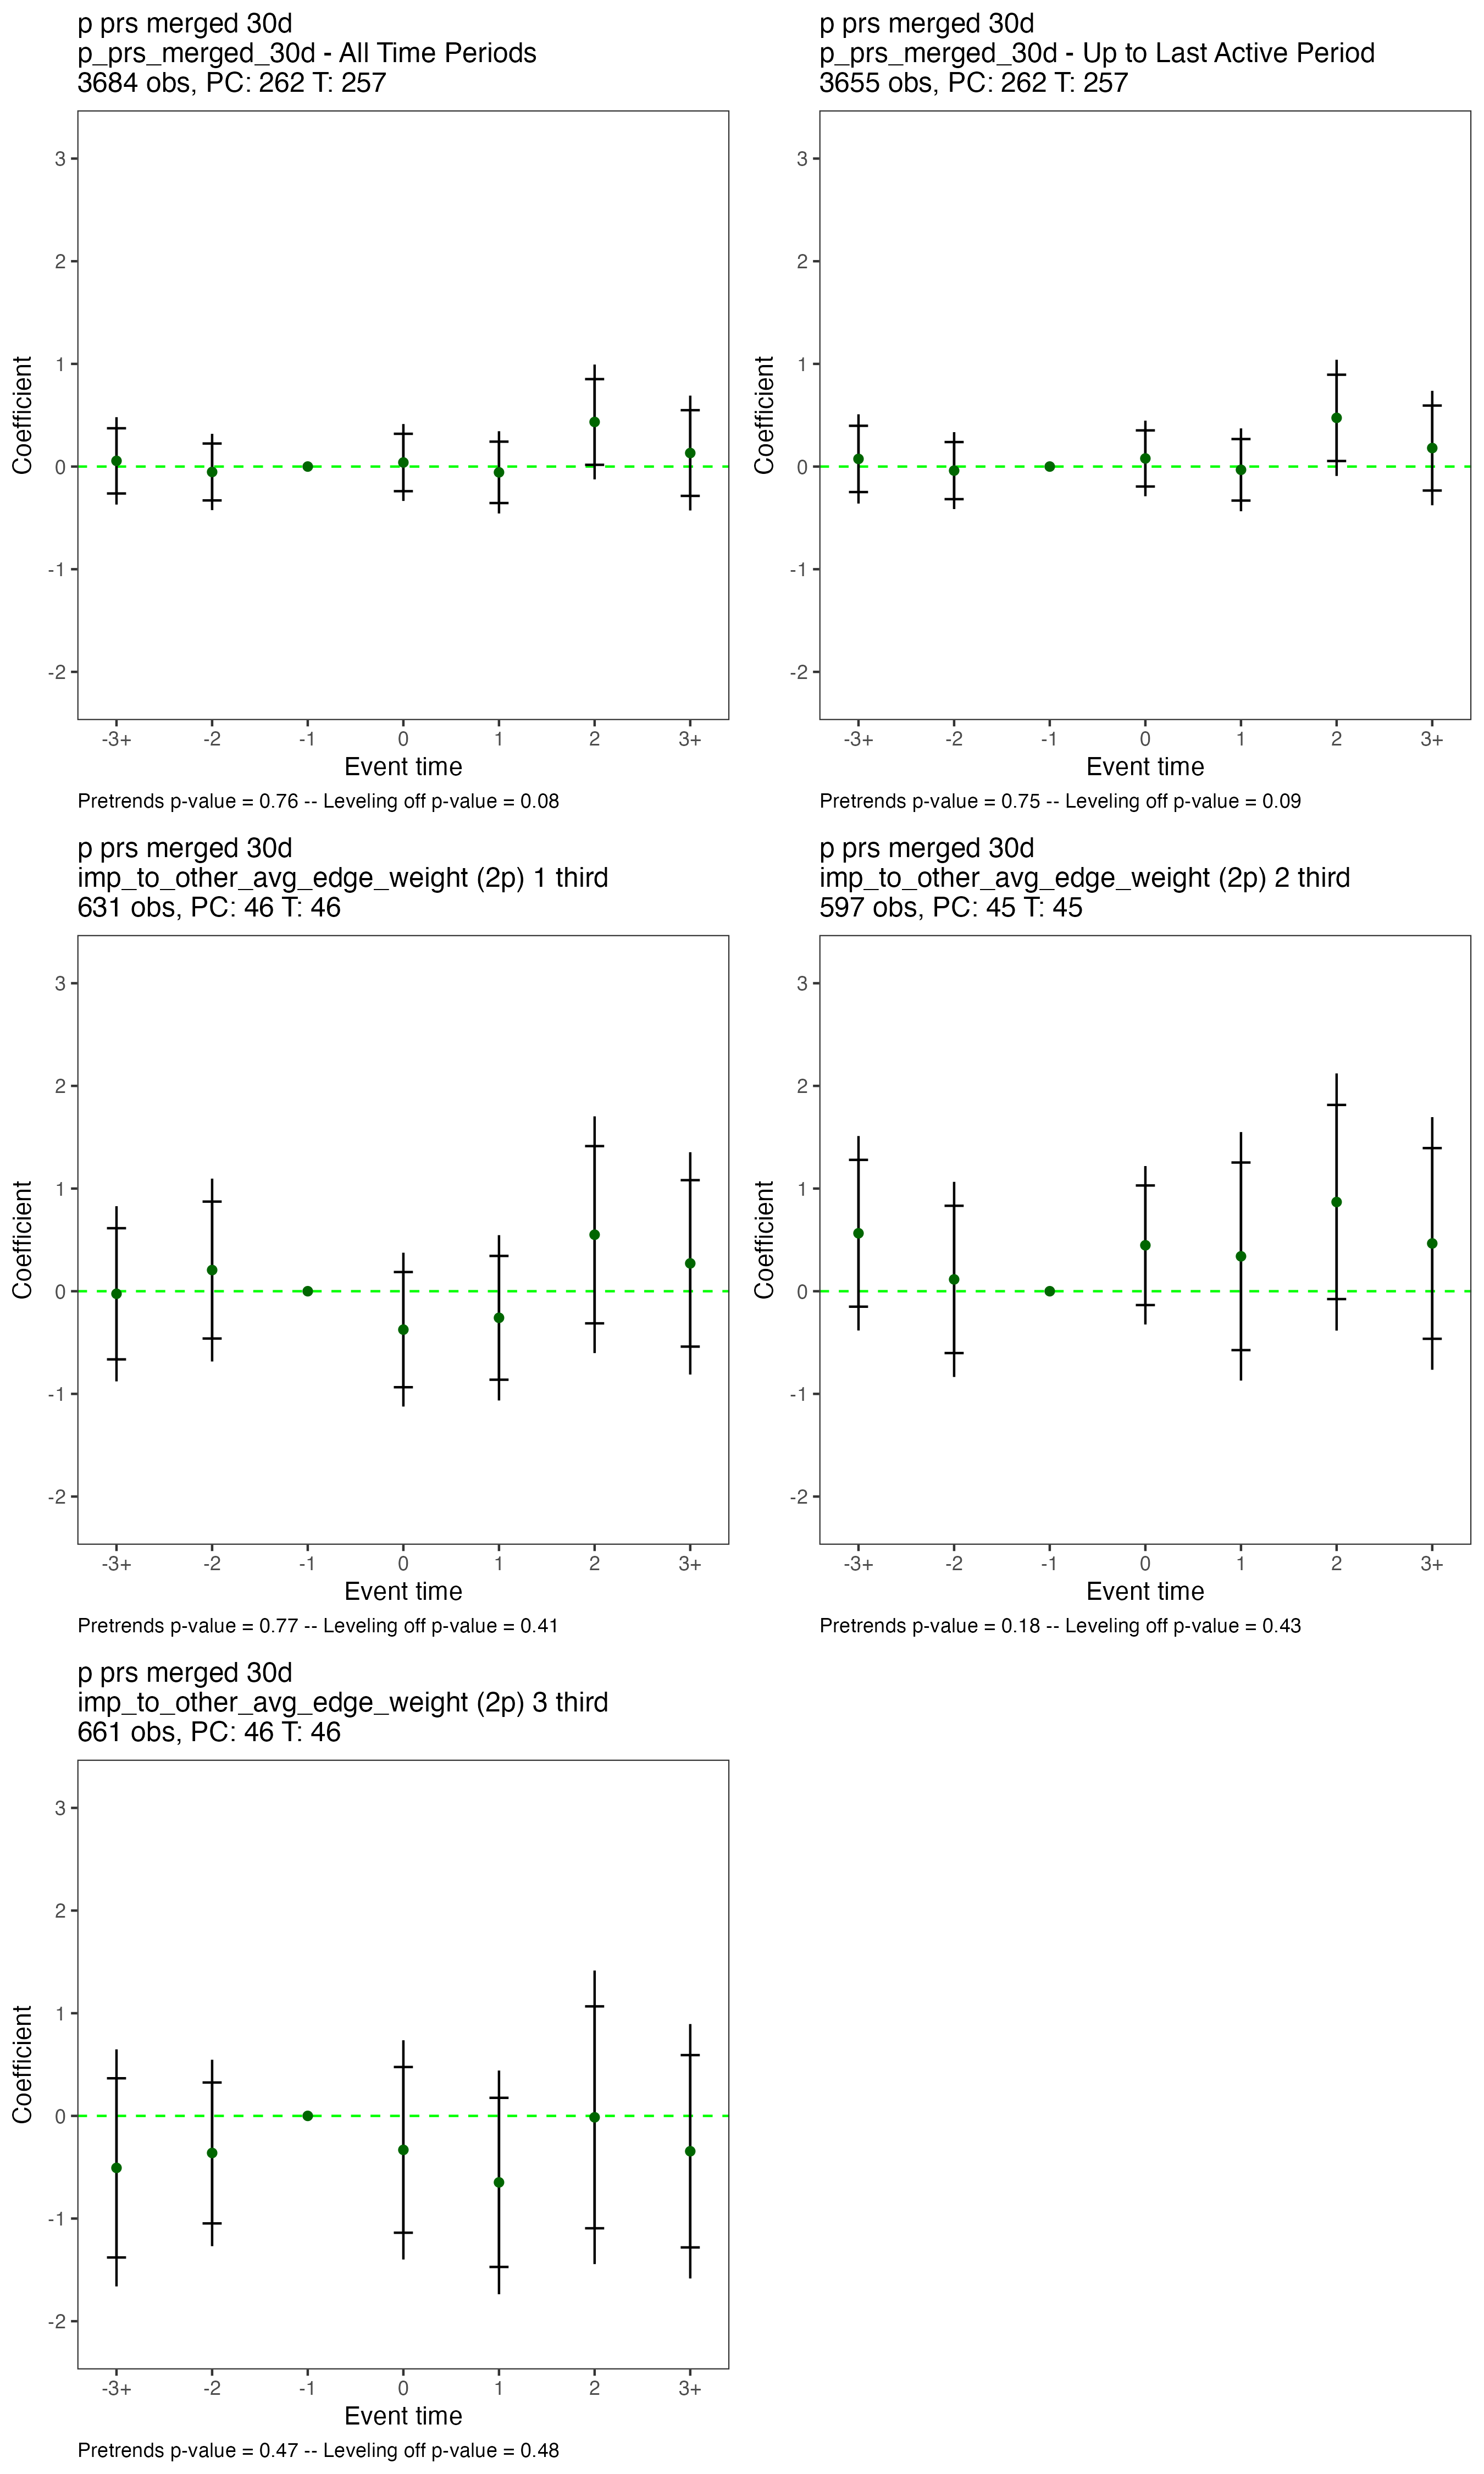 p prs merged 30d
p_prs_merged_30d - All Time Periods
3684 obs, PC: 262 T: 257
Coefficient
3
2
1
0
-1
-2
-3+ -2 -1 0 1 2 3+
Event time
Pretrends p-value = 0.76 -- Leveling off p-value = 0.08
p prs merged 30d
p_prs_merged_30d - Up to Last Active Period
3655 obs, PC: 262 T: 257
Coefficient
3
2
1
0
-1
-2
-3+ -2 -1 0 1 2 3+
Event time
Pretrends p-value = 0.75 -- Leveling off p-value = 0.09
p prs merged 30d
imp_to_other_avg_edge_weight (2p) 1 third
631 obs, PC: 46 T: 46
Coefficient
3
2
1
0
-1
-2
-3+ -2 -1 0 1 2 3+
Event time
Pretrends p-value = 0.77 -- Leveling off p-value = 0.41
p prs merged 30d
imp_to_other_avg_edge_weight (2p) 2 third
597 obs, PC: 45 T: 45
Coefficient
3
2
1
0
-1
-2
-3+ -2 -1 0 1 2 3+
Event time
Pretrends p-value = 0.18 -- Leveling off p-value = 0.43
p prs merged 30d
imp_to_other_avg_edge_weight (2p) 3 third
661 obs, PC: 46 T: 46
Coefficient
3
2
1
0
-1
-2
-3+ -2 -1 0 1 2 3+
Event time
Pretrends p-value = 0.47 -- Leveling off p-value = 0.48